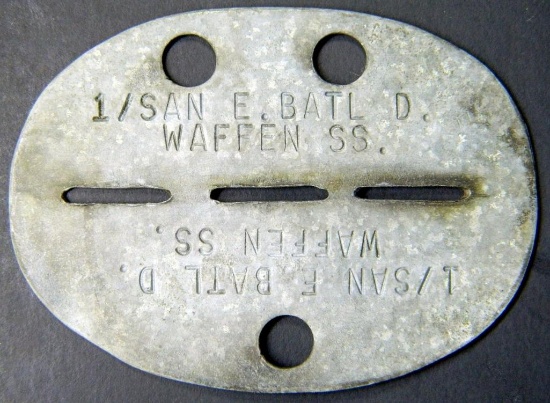 1/SAN E.BATL D.
WAFFEN SS.
1/SAN E BATL D.
WAFFEN SS.